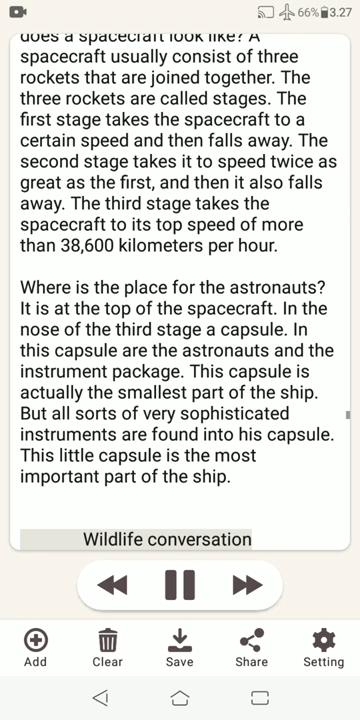 66% 3.27
does a spacecraft look like? A
spacecraft usually consist of three
rockets that are joined together. The
three rockets are called stages. The
first stage takes the spacecraft to a
certain speed and then falls away. The
second stage takes it to speed twice as
great as the first, and then it also falls
away. The third stage takes the
spacecraft to its top speed of more
than 38,600 kilometers per hour.
Where is the place for the astronauts?
It is at the top of the spacecraft. In the
nose of the third stage a capsule. In
this capsule are the astronauts and the
instrument package. This capsule is
actually the smallest part of the ship.
But all sorts of very sophisticated
instruments are found into his capsule.
This little capsule is the most
important part of the ship.
Wildlife conversation
Add Clear Save Share Setting